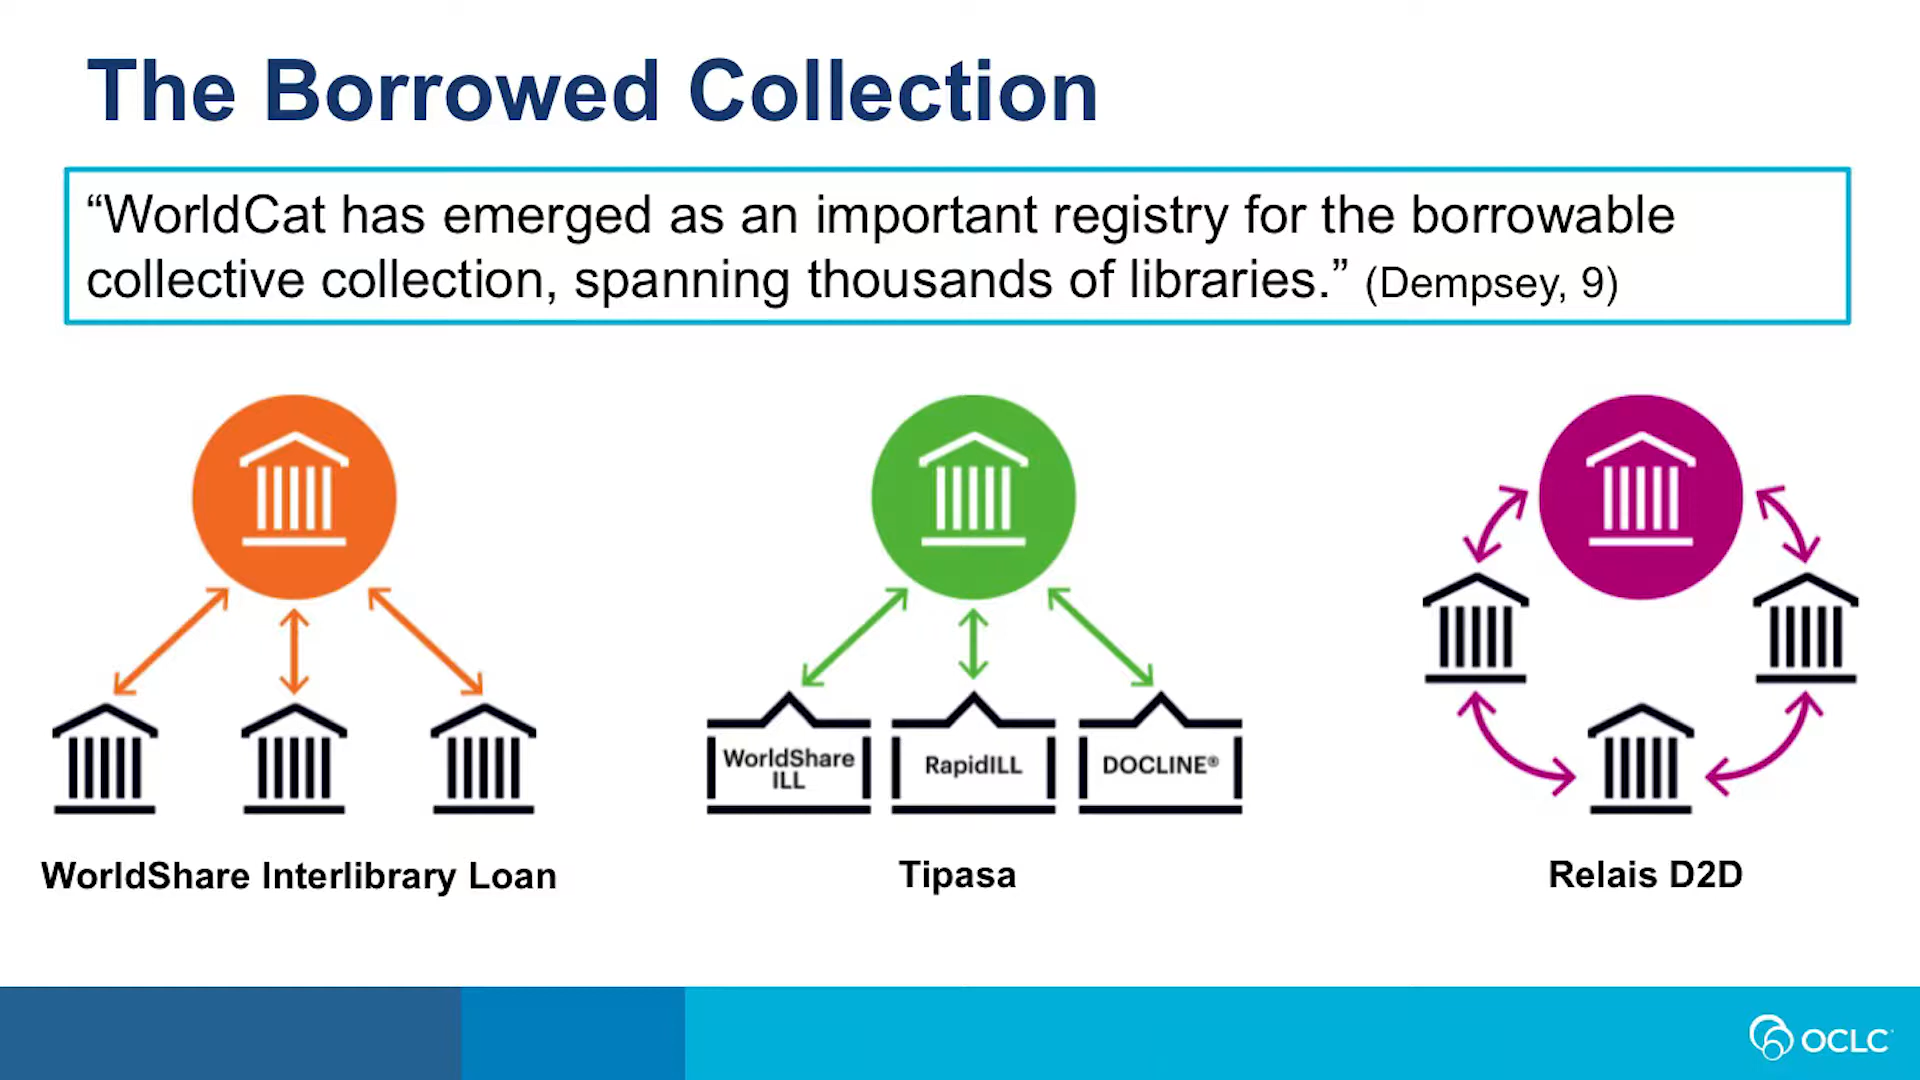 The Borrowed Collection
“WorldCat has emerged as an important registry for the borrowable
collective collection, spanning thousands of libraries.” (Dempsey, 9)
WorldShare
ILL
RapidILL
DOCLINE®
WorldShare Interlibrary Loan
Tipasa
Relais D2D
OCLC